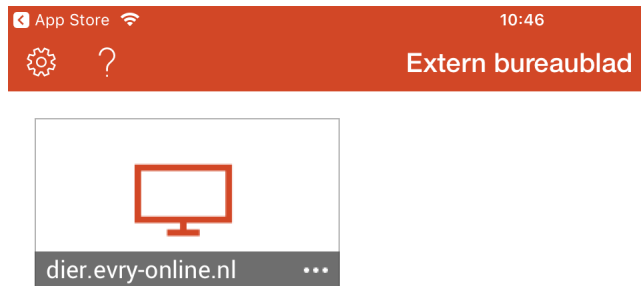 App Store
10:46
?
Extern bureaublad
dier.evry-online.nl